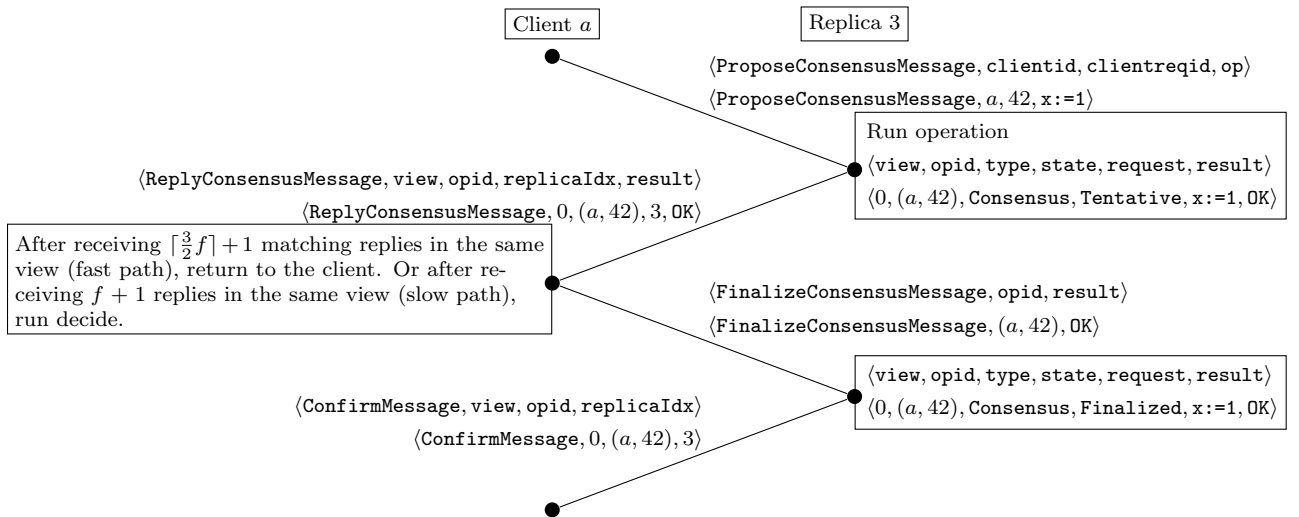 Client a
Replica 3
⟨ProposeConsensusMessage, clientid, clientreqid, op⟩
⟨ProposeConsensusMessage, a, 42, x:=1⟩
Run operation
⟨view, opid, type, state, request, result⟩
⟨0, (a, 42), Consensus, Tentative, x:=1, OK⟩
⟨ReplyConsensusMessage, view, opid, replicaIdx, result⟩
⟨ReplyConsensusMessage, 0, (a, 42), 3, OK⟩
After receiving ⌈3/2 f⌉ + 1 matching replies in the same
view (fast path), return to the client. Or after re-
ceiving f + 1 replies in the same view (slow path),
run decide.
⟨FinalizeConsensusMessage, opid, result⟩
⟨FinalizeConsensusMessage, (a, 42), OK⟩
⟨view, opid, type, state, request, result⟩
⟨0, (a, 42), Consensus, Finalized, x:=1, OK⟩
⟨ConfirmMessage, view, opid, replicaIdx⟩
⟨ConfirmMessage, 0, (a, 42), 3⟩